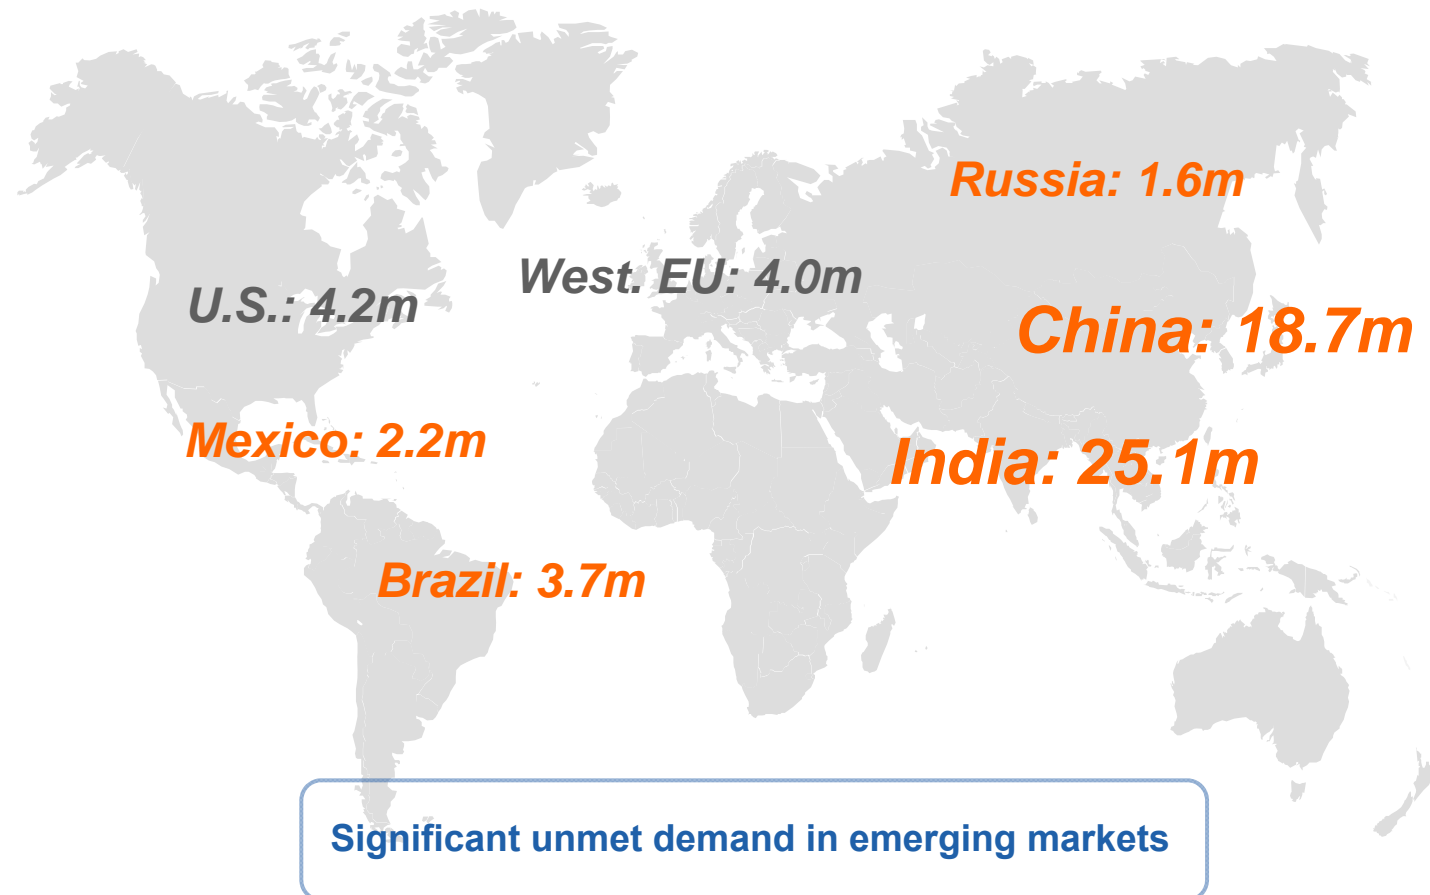 Russia: 1.6m
West. EU: 4.0m
U.S.: 4.2m
China: 18.7m
Mexico: 2.2m
India: 25.1m
Brazil: 3.7m
Significant unmet demand in emerging markets